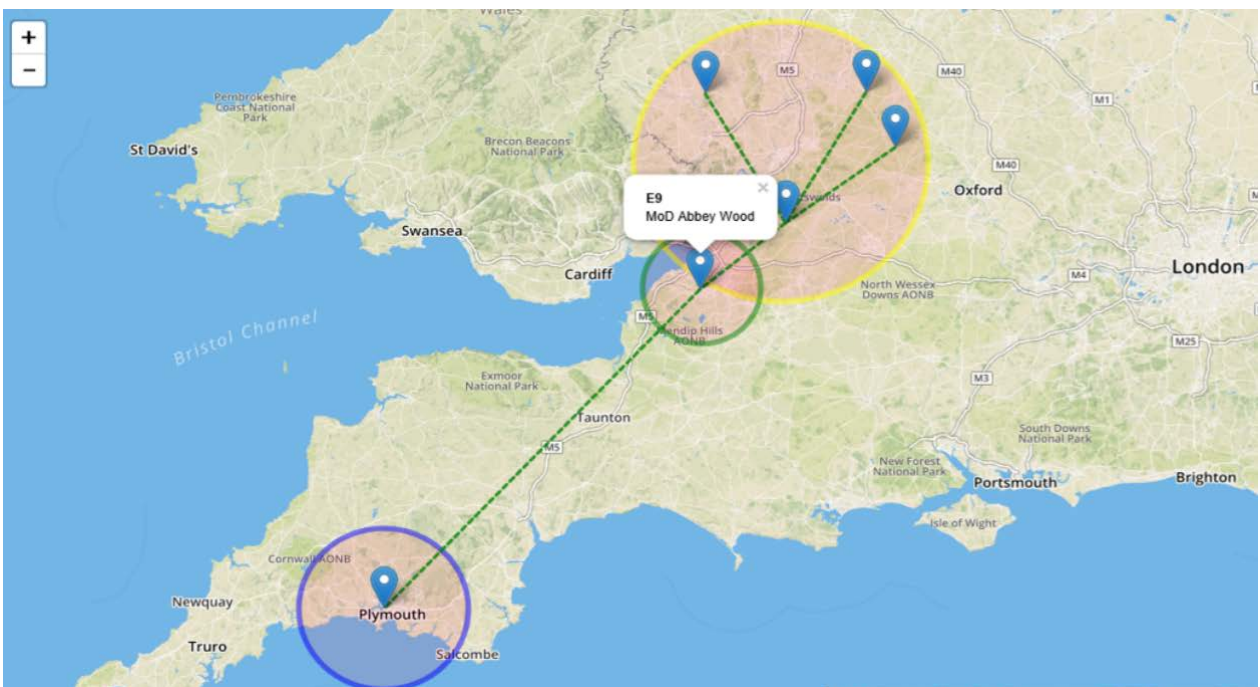 +
−
Wales
M5
M40
M1
Pembrokeshire
Coast National
Park
St David's
Brecon Beacons
National Park
M40
Oxford
E9
MoD Abbey Wood
×
Swansea
Cardiff
M4
London
North Wessex
Downs AONB
M5
Mendip Hills
AONB
M25
Bristol Channel
Exmoor
National Park
M3
Taunton
M5
South Downs
National Park
New Forest
National Park
Portsmouth
Brighton
Isle of Wight
Cornwall AONB
Newquay
Plymouth
Truro
Salcombe